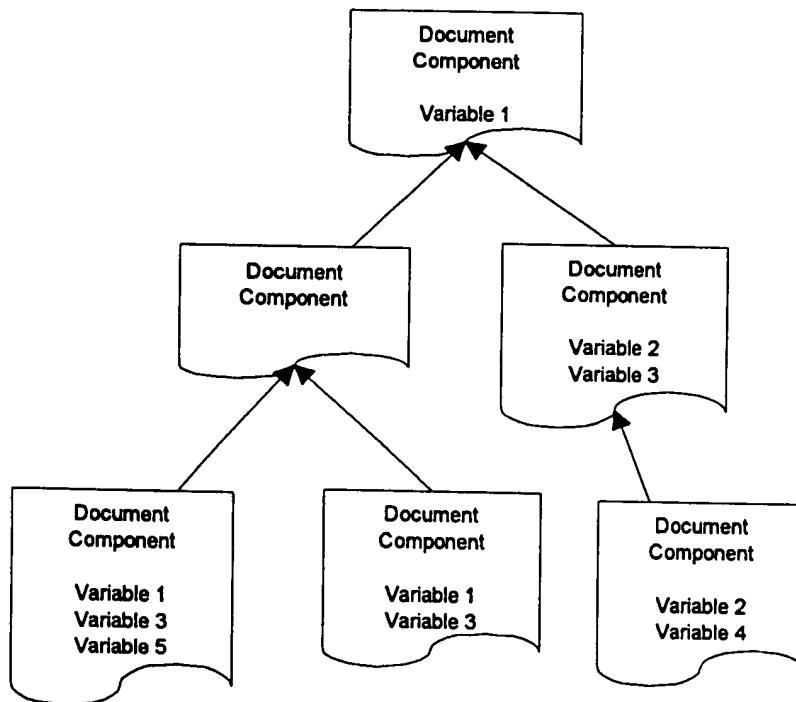 Document
Component
Variable 1
Document
Component
Document
Component
Variable 2
Variable 3
Document
Component
Variable 1
Variable 3
Variable 5
Document
Component
Variable 1
Variable 3
Document
Component
Variable 2
Variable 4